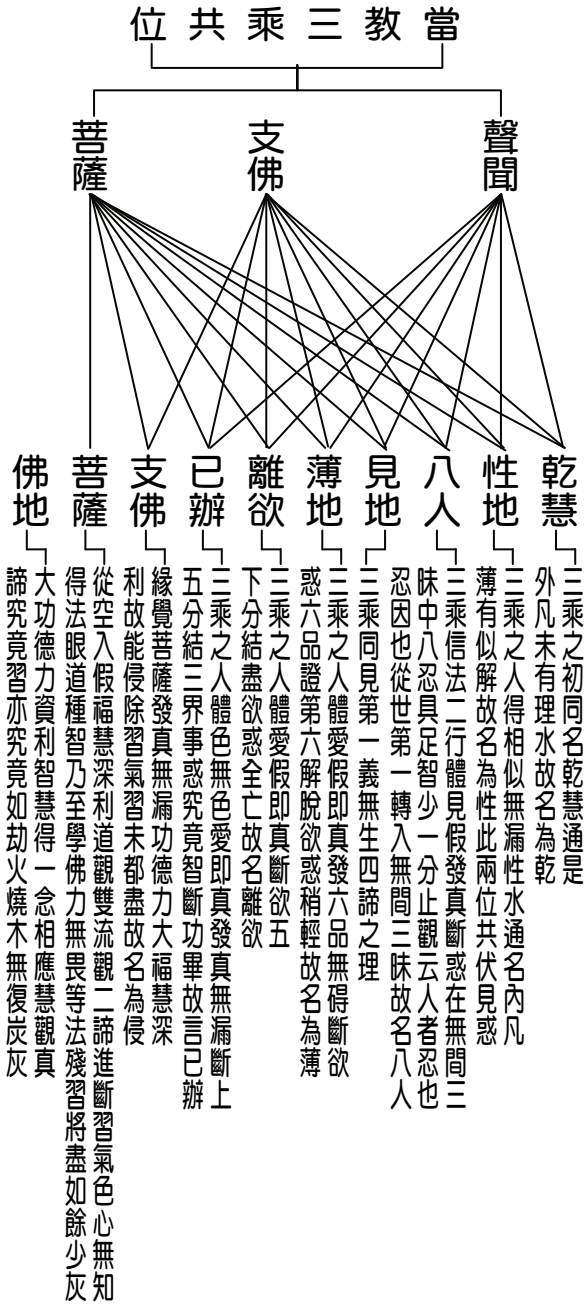 當教三乘共位
聲聞
支佛
菩薩
乾慧
三乘之初同名乾慧通是
外凡未有理水故名為乾
性地
三乘之人得相似無漏性水通名內凡
薄有似解故名為性此兩位共伏見惑
八人
三乘信法二行體見假發真斷惑在無間三
昧中八忍具足智少一分止觀云人者忍也
忍因也從世第一轉入無間三昧故名八人
見地
三乘同見第一義無生四諦之理
薄地
三乘之人體愛假即真發六品無碍斷欲
惑六品證第六解脫欲惑稍輕故名為薄
離欲
三乘之人體愛假即真斷欲五
下分結盡欲惑全亡故名離欲
已辦
三乘之人體色無色愛即真發真無漏斷上
五分結三界事惑究竟智斷功畢故言已辦
支佛
緣覺菩薩發真無漏功德力大福慧深
利故能侵除習氣習未都盡故名為侵
菩薩
從空入假福慧深利道觀雙流觀二諦進斷習氣色心無知
得法眼道種智乃至學佛力無畏等法殘習將盡如餘少灰
佛地
大功德力資利智慧得一念相應慧觀真
諦究竟習亦究竟如劫火燒木無復炭灰